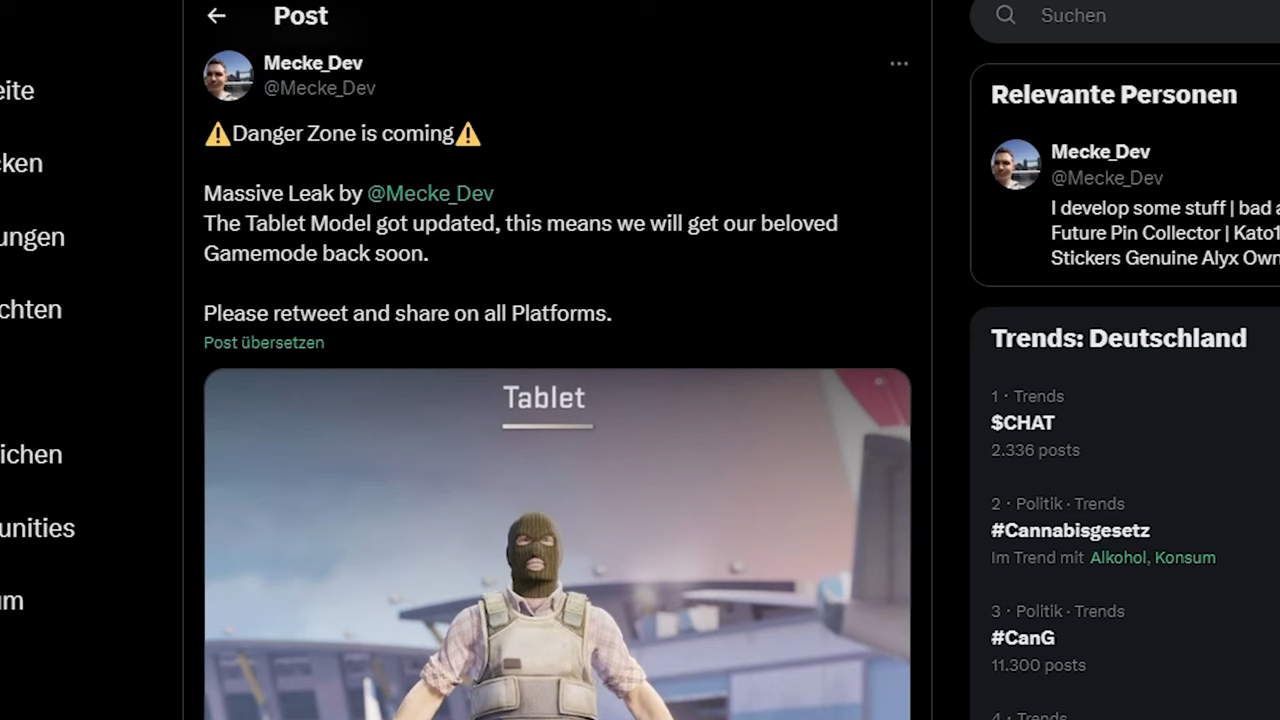 Post
Mecke_Dev
@Mecke_Dev
⚠️Danger Zone is coming⚠️
Massive Leak by @Mecke_Dev
The Tablet Model got updated, this means we will get our beloved
Gamemode back soon.
Please retweet and share on all Platforms.
Post übersetzen
Tablet
eite
cken
ungen
chten
ichen
unities
um
Suchen
Relevante Personen
Mecke_Dev
@Mecke_Dev
I develop some stuff | bad a
Future Pin Collector | Kato1
Stickers Genuine Alyx Own
Trends: Deutschland
1 · Trends
$CHAT
2.336 posts
2 · Politik · Trends
#Cannabisgesetz
Im Trend mit Alkohol, Konsum
3 · Politik · Trends
#CanG
11.300 posts
4 · Trends